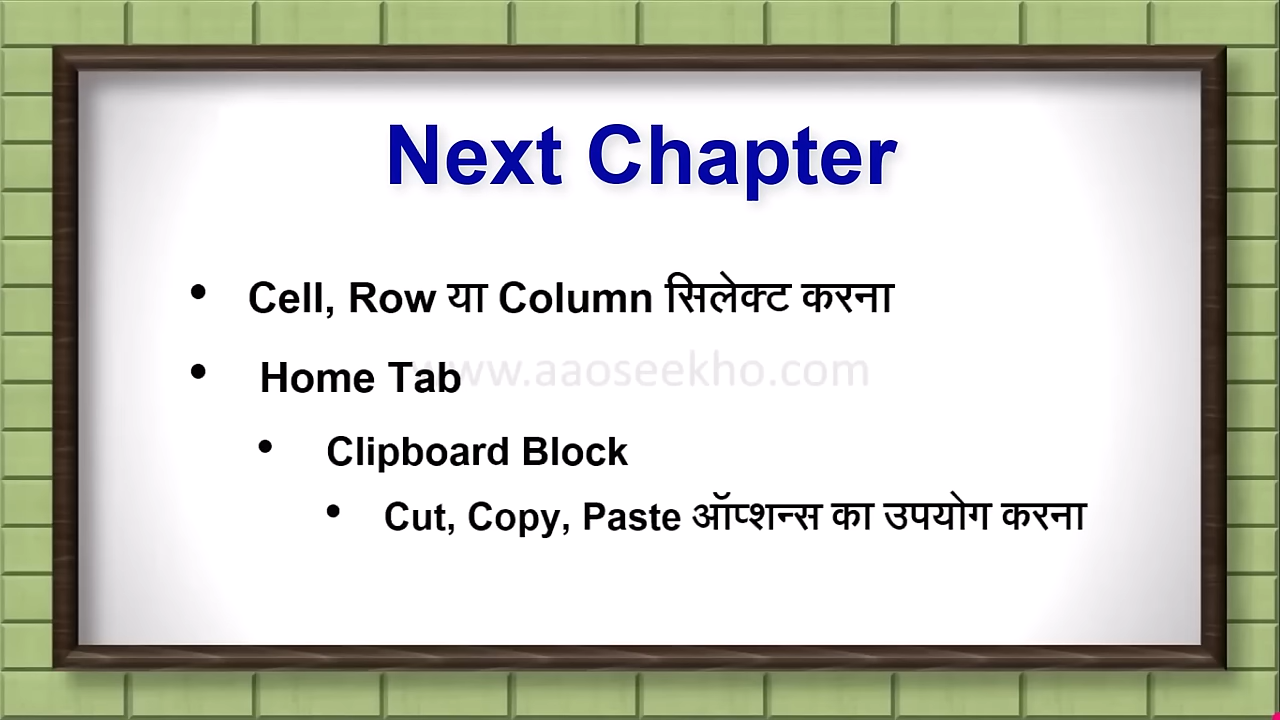 Next Chapter
• Cell, Row या Column सिलेक्ट करना
• Home Tab
www.aaoseekho.com
• Clipboard Block
• Cut, Copy, Paste ऑप्शन्स का उपयोग करना